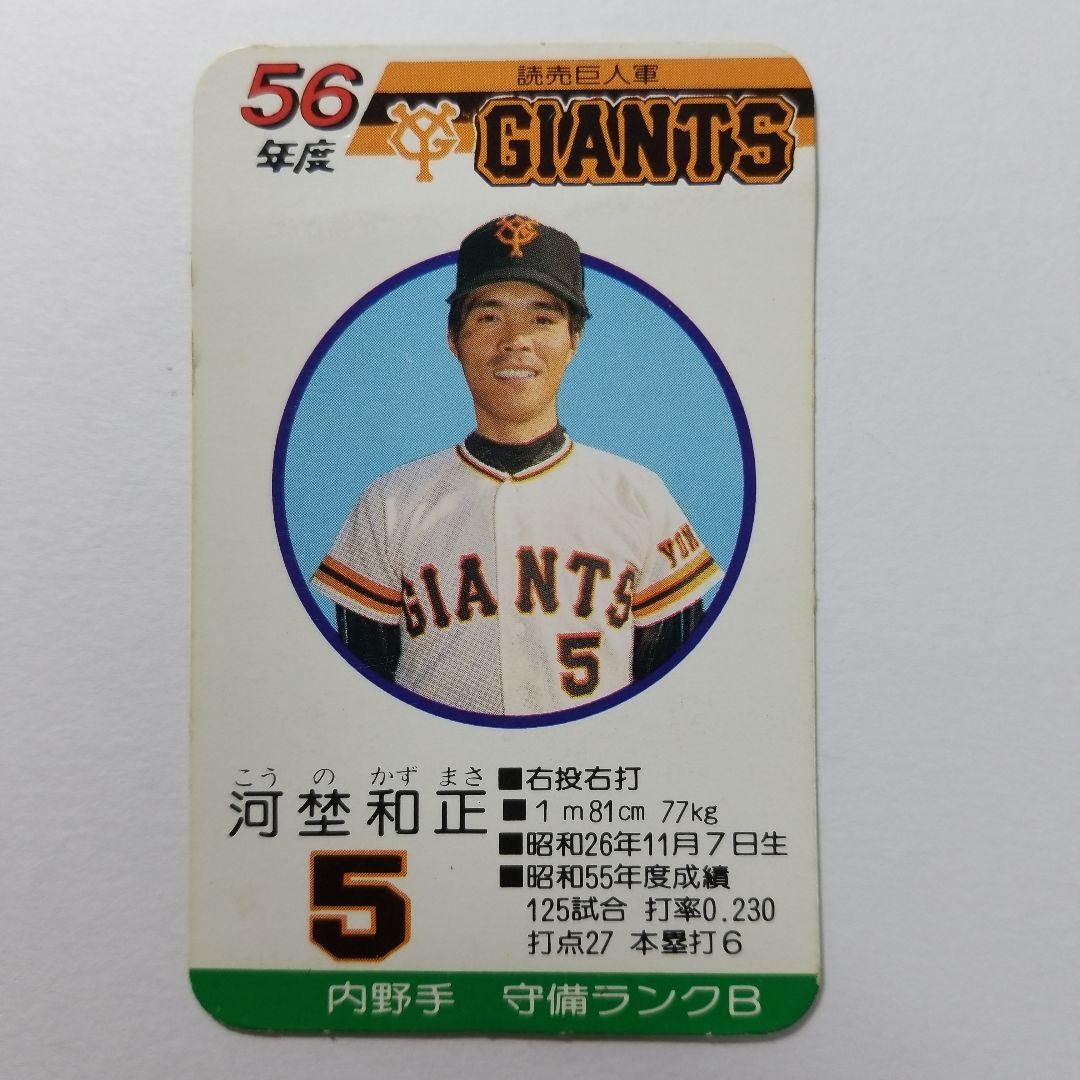 56
年度
読売巨人軍
YG GIANTS
YOM
GIANTS
5
こうの かずまさ
河埜和正
5
■右投右打
■1m81cm 77kg
■昭和26年11月7日生
■昭和55年度成績
125試合 打率0.230
打点27 本塁打6
内野手 守備ランクB